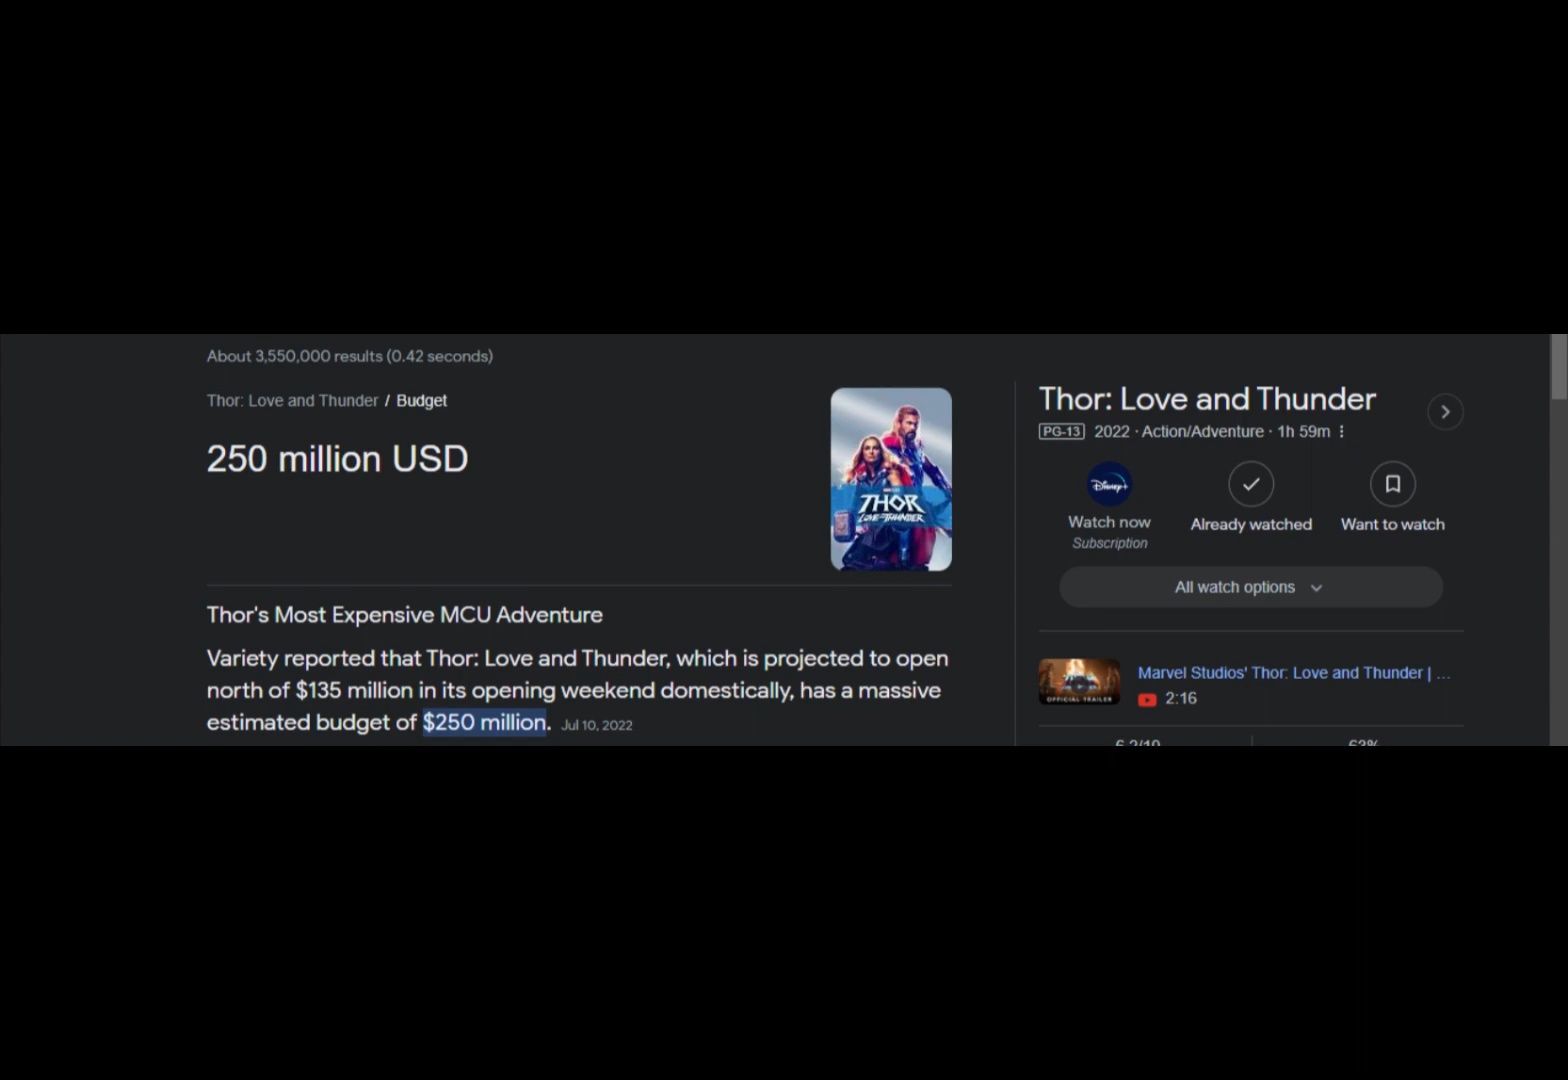 About 3,550,000 results (0.42 seconds)
Thor: Love and Thunder / Budget
250 million USD
THOR
LOVE AND THUNDER
Thor's Most Expensive MCU Adventure
Variety reported that Thor: Love and Thunder, which is projected to open
north of $135 million in its opening weekend domestically, has a massive
estimated budget of $250 million. Jul 10, 2022
Thor: Love and Thunder
PG-13 2022 · Action/Adventure · 1h 59m
Disney+
Watch now
Subscription
Already watched
Want to watch
All watch options
OFFICIAL TRAILER
Marvel Studios' Thor: Love and Thunder | ...
2:16